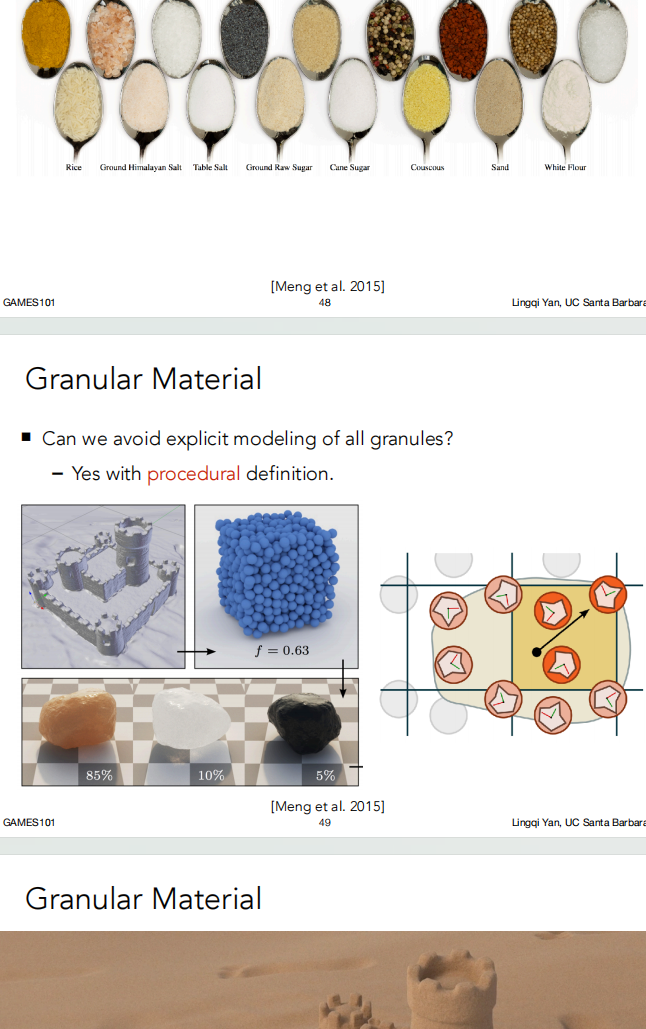 Rice Ground Himalayan Salt Table Salt Ground Raw Sugar Cane Sugar Couscous Sand White Flour
[Meng et al. 2015]
GAMES101 48 Lingqi Yan, UC Santa Barbara
Granular Material
■ Can we avoid explicit modeling of all granules?
– Yes with procedural definition.
f = 0.63
85% 10% 5%
[Meng et al. 2015]
GAMES101 49 Lingqi Yan, UC Santa Barbara
Granular Material